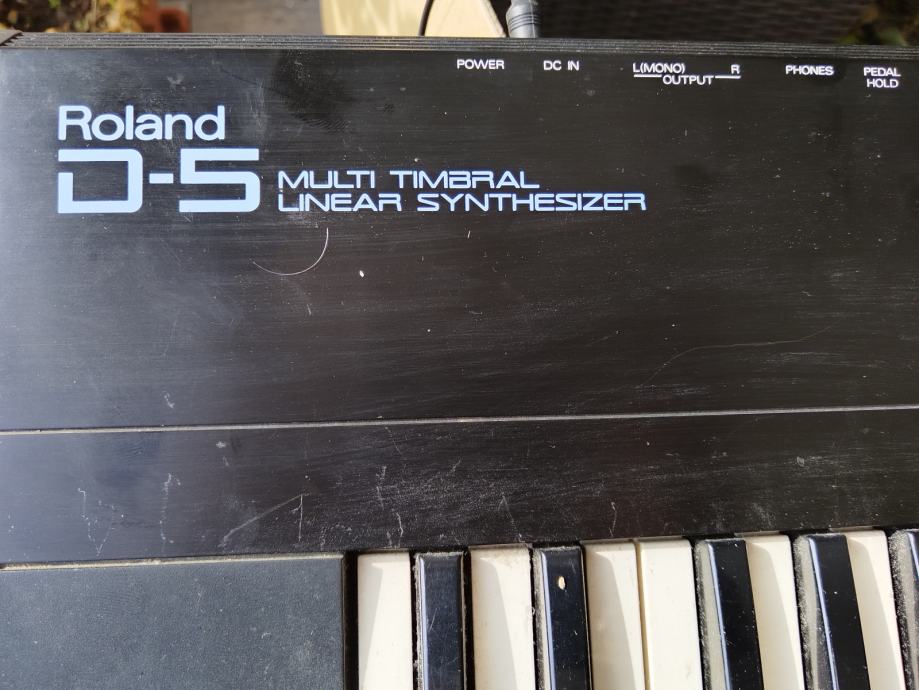 POWER
DC IN
L(MONO) R
OUTPUT
PHONES
PEDAL
HOLD
Roland
D-5
MULTI TIMBRAL
LINEAR SYNTHESIZER